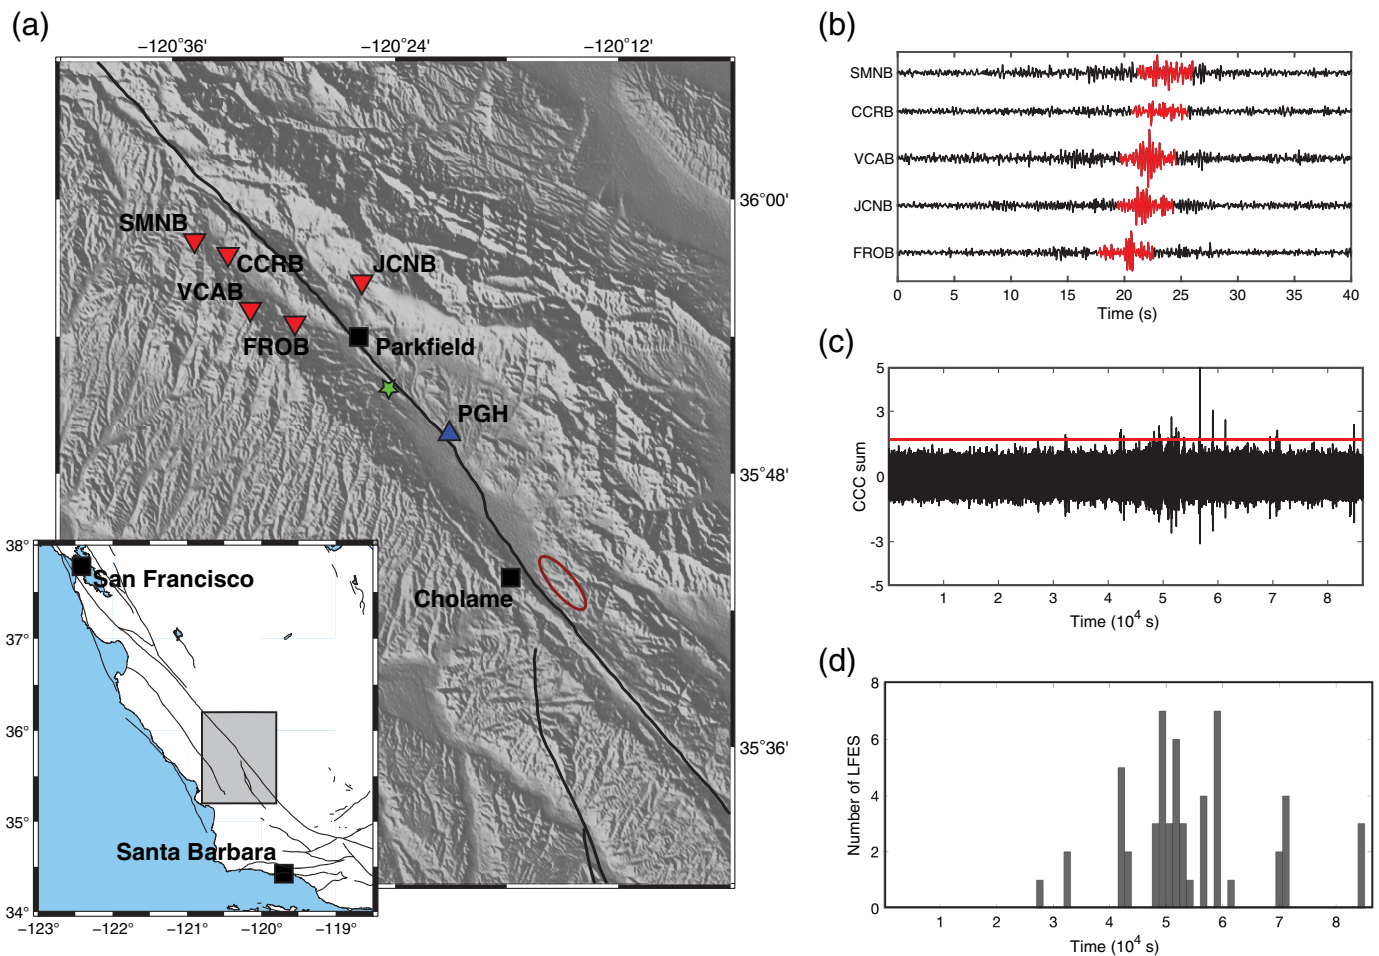 (a)
−120°36'
−120°24'
−120°12'
36°00'
35°48'
35°36'
SMNB
CCRB
JCNB
VCAB
FROB
Parkfield
PGH
Cholame
38°
37°
36°
35°
34°
San Francisco
Santa Barbara
−123°
−122°
−121°
−120°
−119°
(b)
SMNB
CCRB
VCAB
JCNB
FROB
0
5
10
15
20
25
30
35
40
Time (s)
(c)
5
3
0
-3
-5
CCC sum
1
2
3
4
5
6
7
8
Time (10⁴ s)
(d)
8
6
4
2
0
Number of LFES
1
2
3
4
5
6
7
8
Time (10⁴ s)